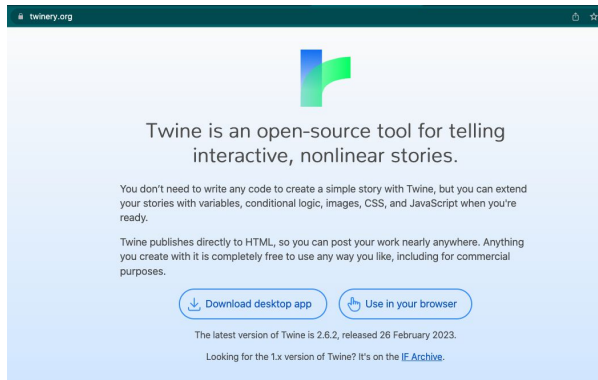 twinery.org
Twine is an open-source tool for telling
interactive, nonlinear stories.
You don't need to write any code to create a simple story with Twine, but you can extend
your stories with variables, conditional logic, images, CSS, and JavaScript when you're
ready.
Twine publishes directly to HTML, so you can post your work nearly anywhere. Anything
you create with it is completely free to use any way you like, including for commercial
purposes.
Download desktop app
Use in your browser
The latest version of Twine is 2.6.2, released 26 February 2023.
Looking for the 1.x version of Twine? It's on the IF Archive.